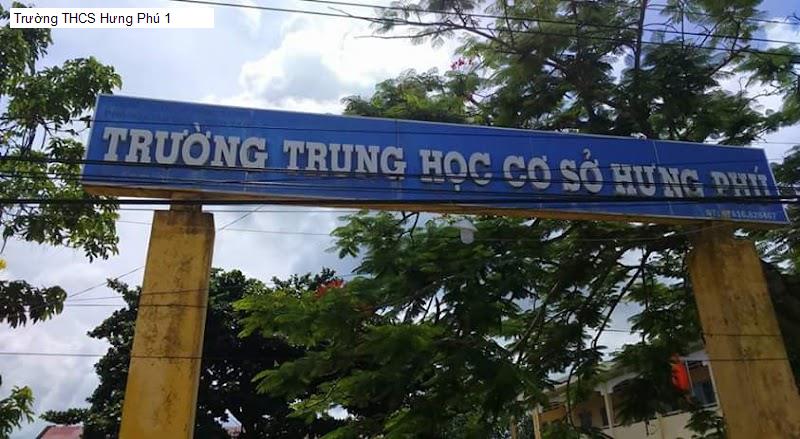 Trường THCS Hưng Phú 1
TRƯỜNG TRUNG HỌC CƠ SỞ HƯNG PHÚ